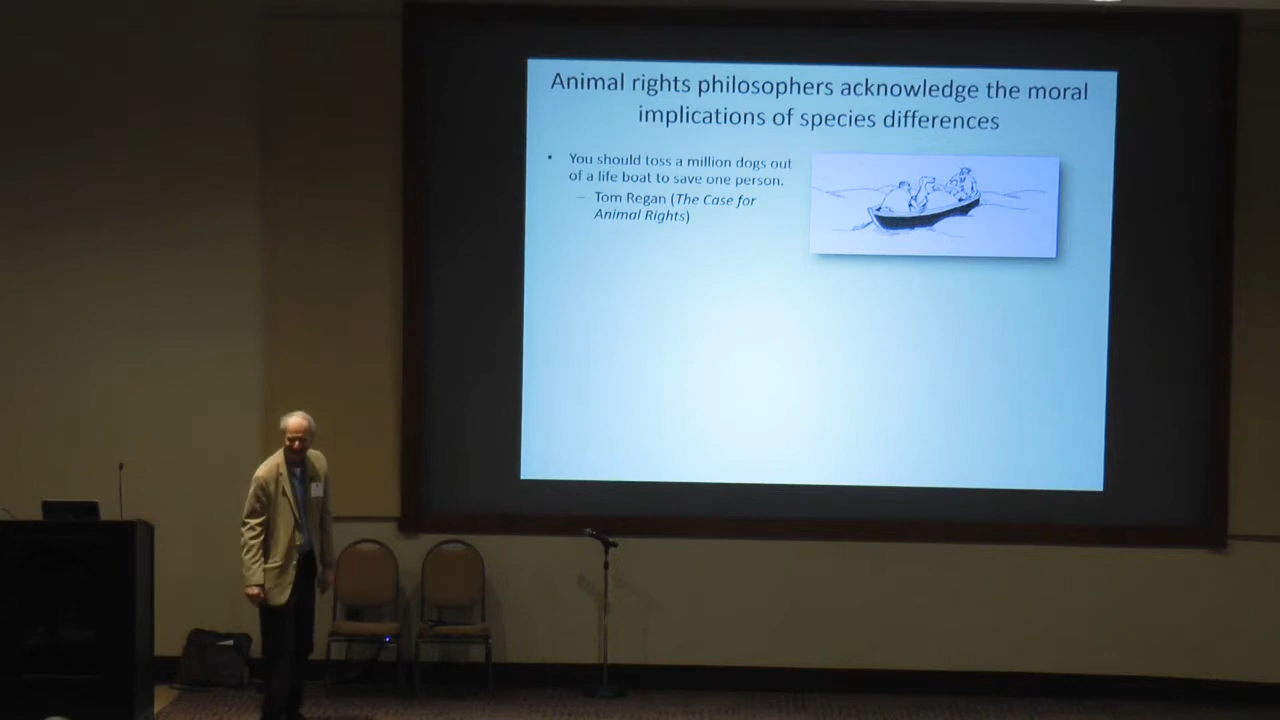 Animal rights philosophers acknowledge the moral
implications of species differences
• You should toss a million dogs out
of a life boat to save one person.
– Tom Regan (The Case for
Animal Rights)